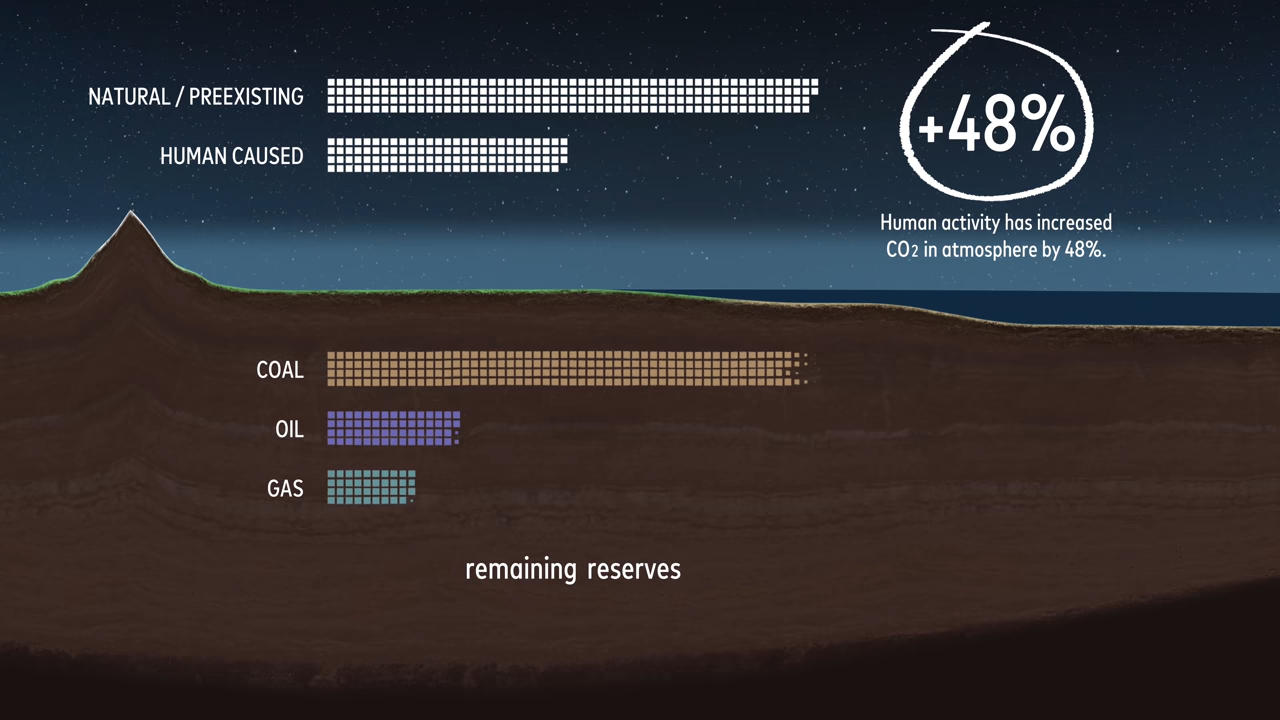 NATURAL / PREEXISTING
HUMAN CAUSED
+48%
Human activity has increased
CO2 in atmosphere by 48%.
COAL
OIL
GAS
remaining reserves